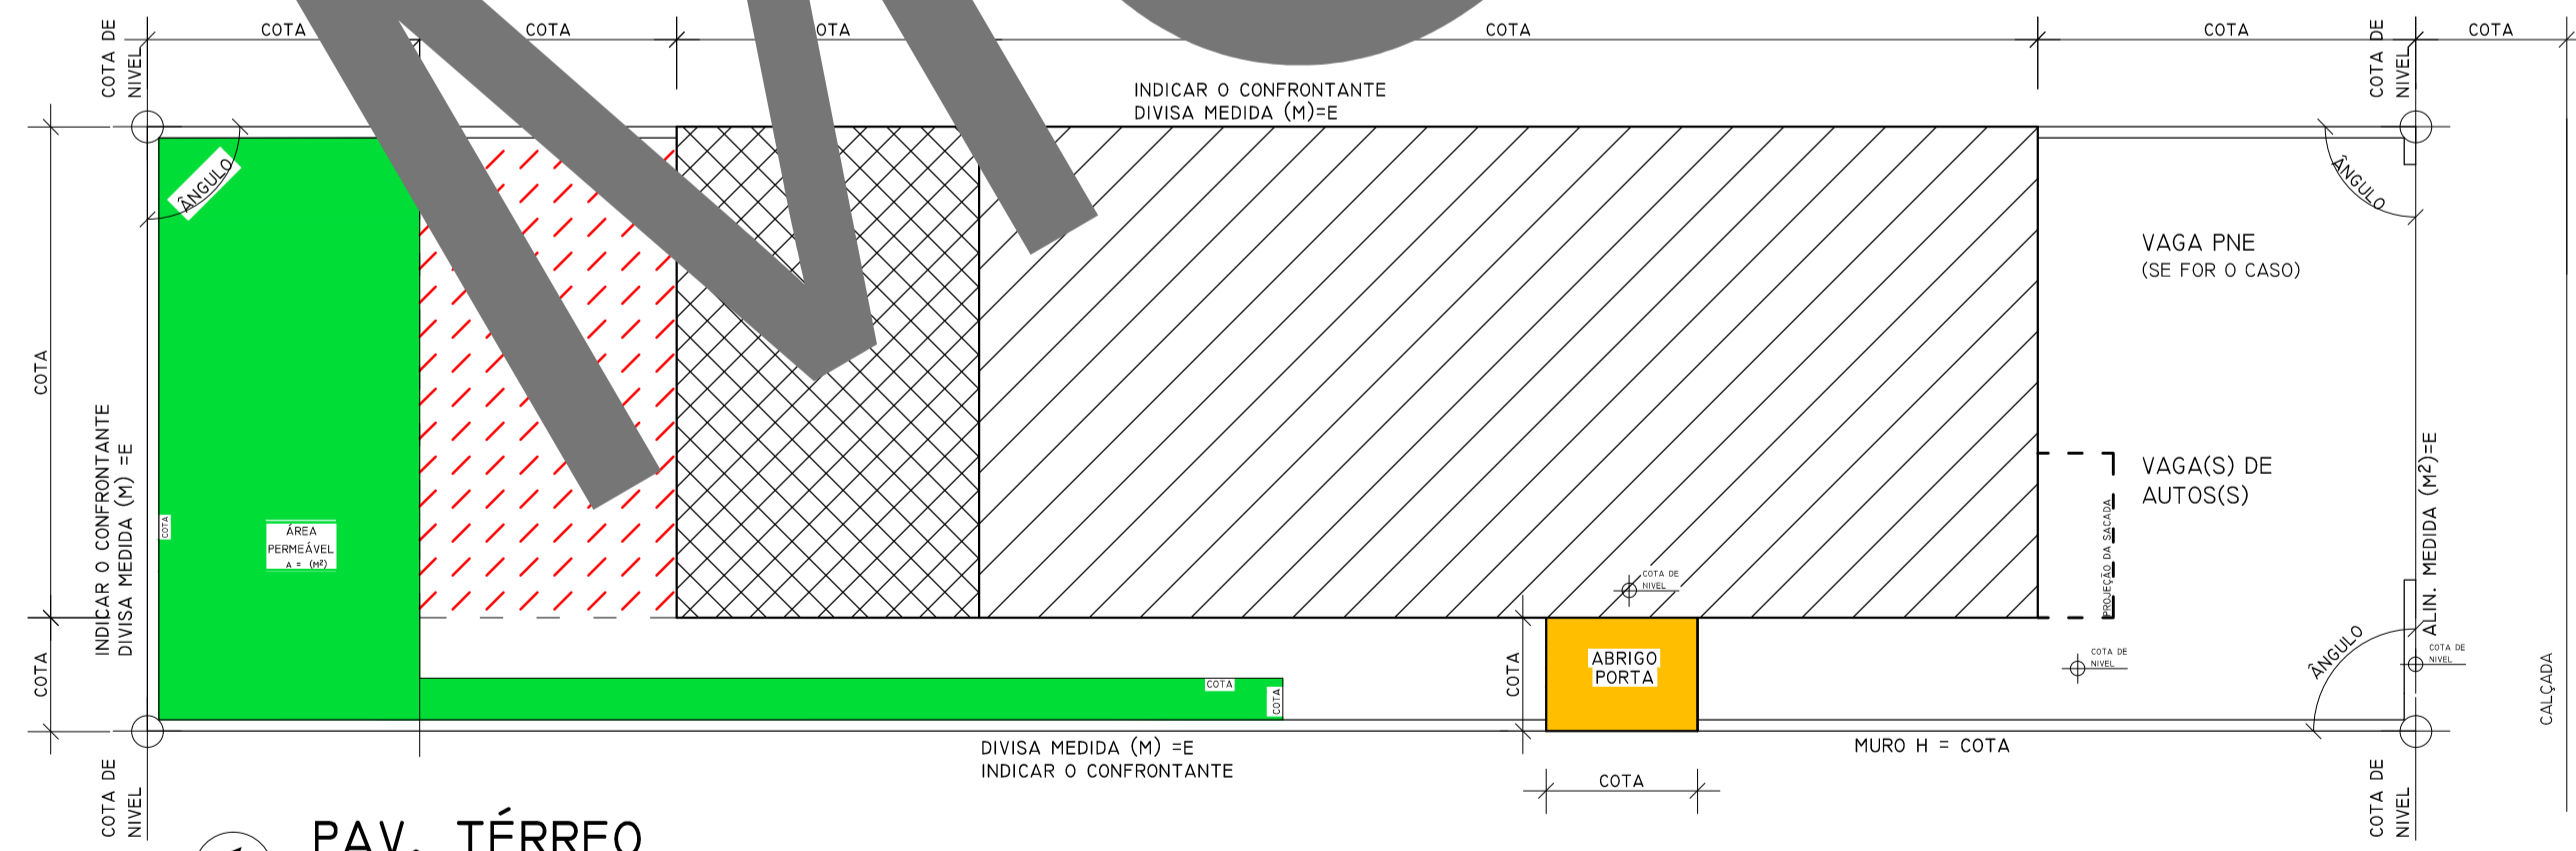 COTA DE
NIVEL
COTA
COTA
OTA
COTA
COTA
COTA DE
NIVEL
COTA
INDICAR O CONFRONTANTE
DIVISA MEDIDA (M)=E
ÂNGULO
ÂNGULO
VAGA PNE
(SE FOR O CASO)
COTA
INDICAR O CONFRONTANTE
DIVISA MEDIDA (M) =E
COTA
ÁREA
PERMEÁVEL
A = (M²)
VAGA(S) DE
AUTOS(S)
PROJEÇÃO DA SACADA
ALIN. MEDIDA (M²)=E
COTA DE
NIVEL
COTA
COTA
COTA
COTA
ABRIGO
PORTA
COTA DE
NIVEL
ÂNGULO
COTA DE
NIVEL
CALÇADA
DIVISA MEDIDA (M) =E
INDICAR O CONFRONTANTE
MURO H = COTA
COTA
COTA DE
NIVEL
COTA DE
NIVEL
PAV. TÉRREO